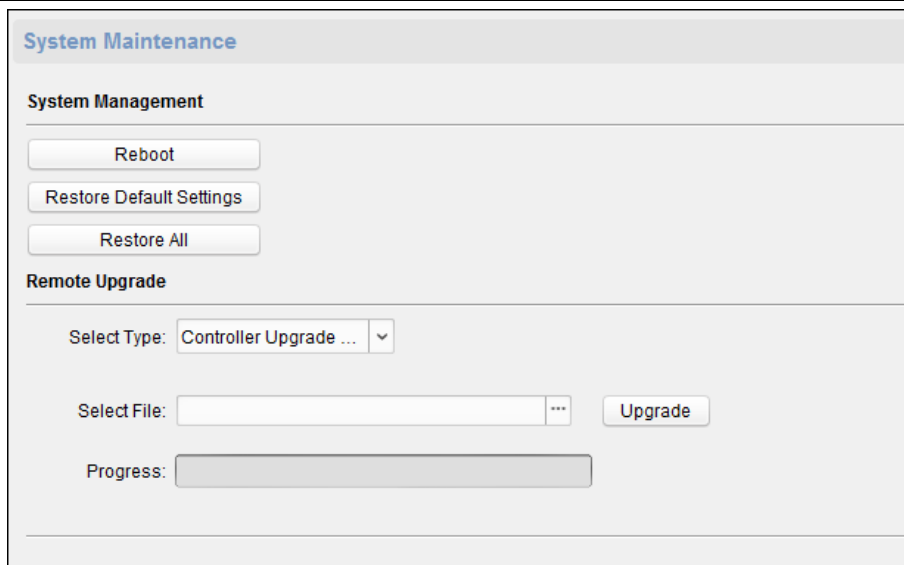 System Maintenance
System Management
Reboot
Restore Default Settings
Restore All
Remote Upgrade
Select Type: Controller Upgrade ...
Select File: ... Upgrade
Progress: